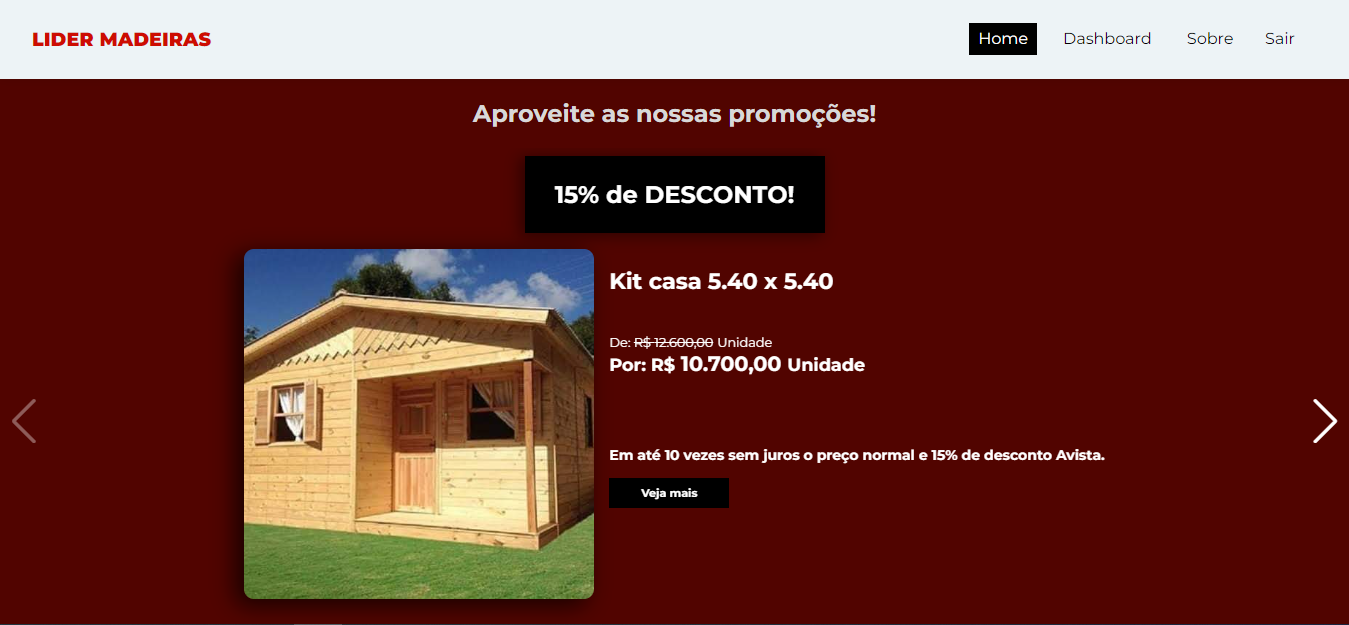 LIDER MADEIRAS
Home Dashboard Sobre Sair
Aproveite as nossas promoções!
15% de DESCONTO!
Kit casa 5.40 x 5.40
De: R$ 12.600,00 Unidade
Por: R$ 10.700,00 Unidade
Em até 10 vezes sem juros o preço normal e 15% de desconto Avista.
Veja mais